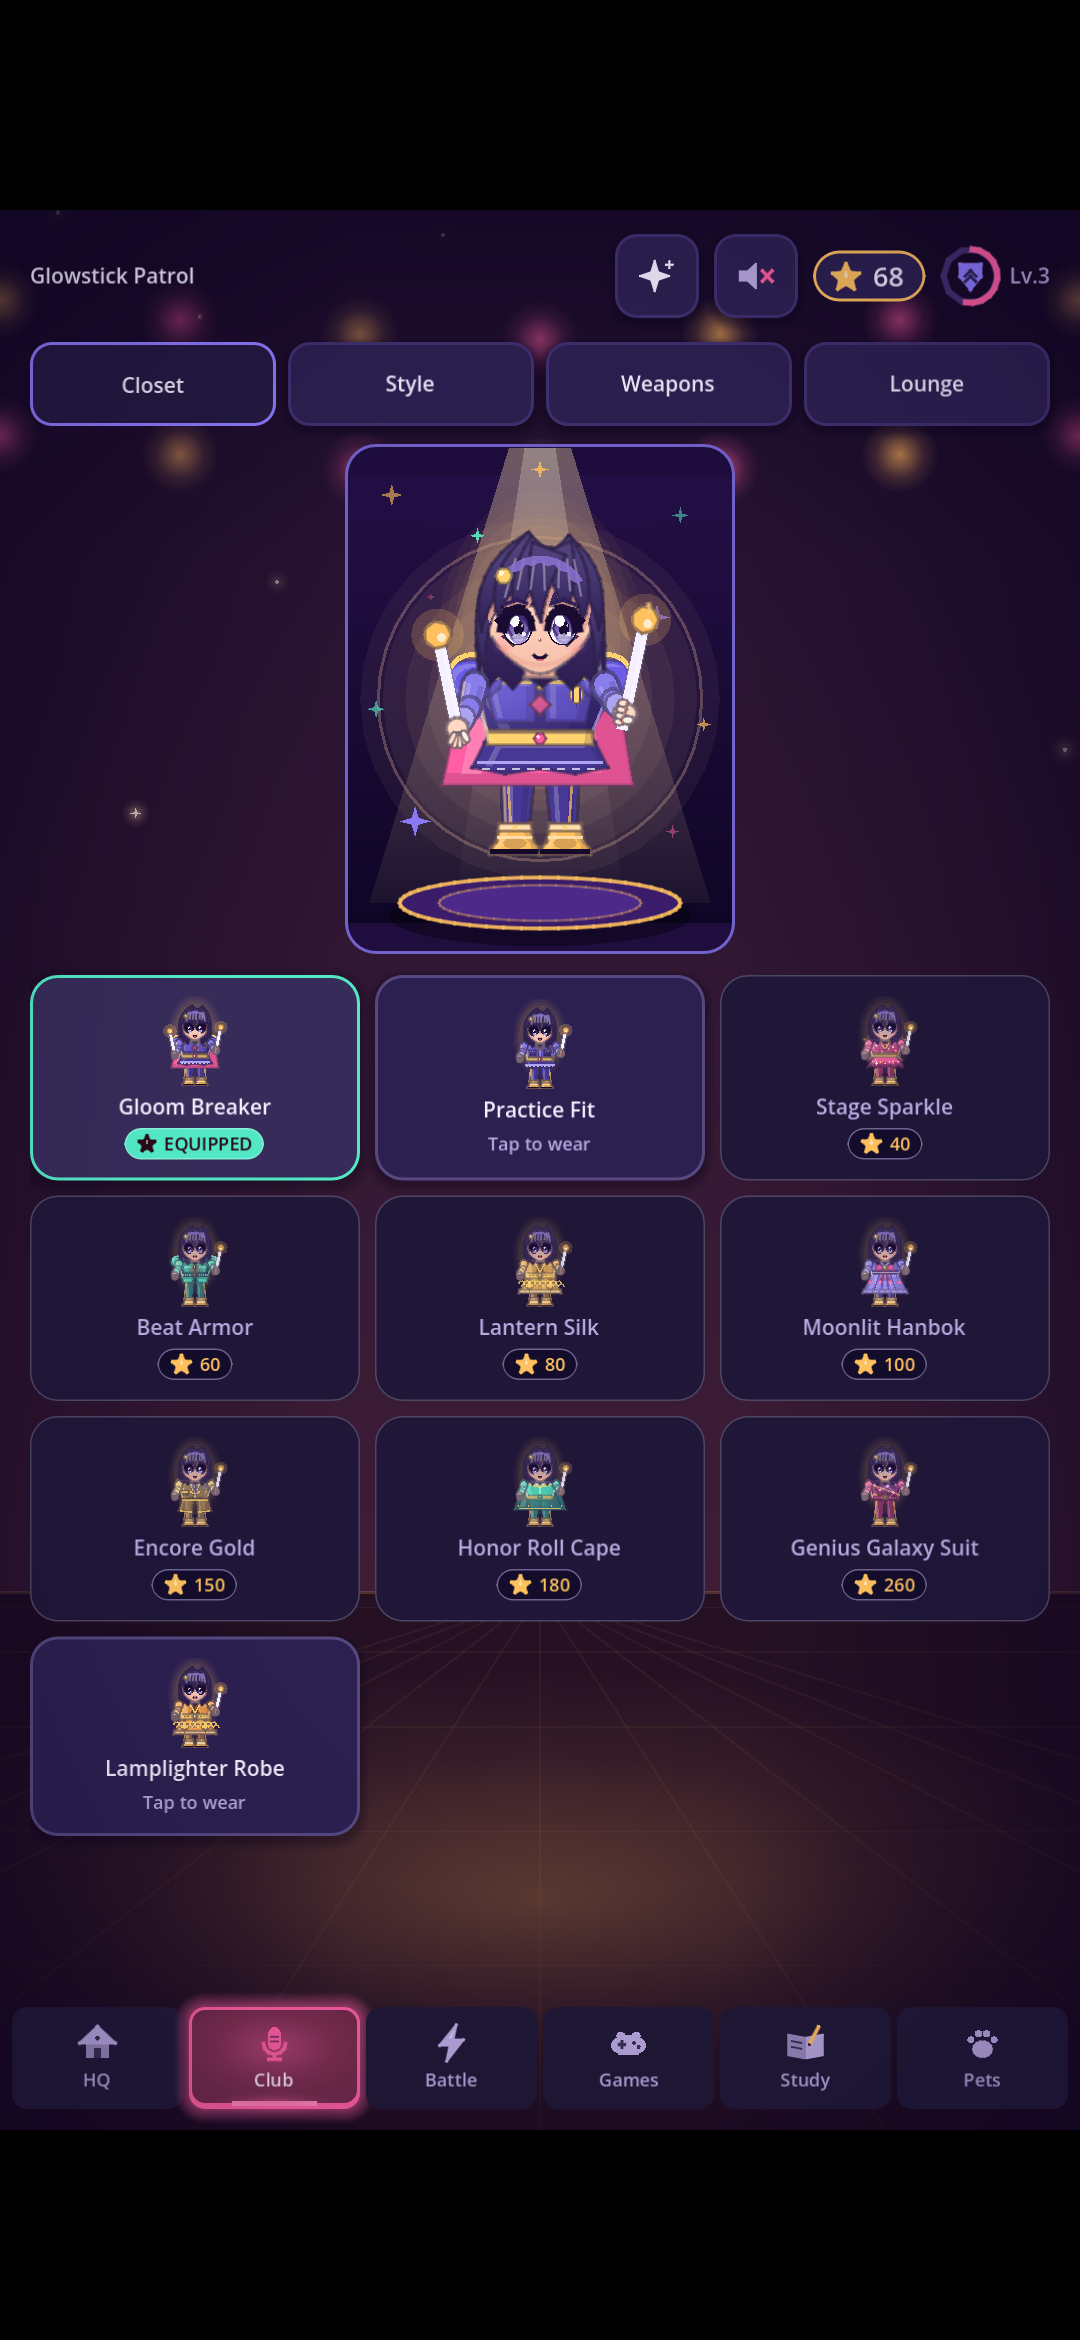 Glowstick Patrol
68
Lv.3
Closet
Style
Weapons
Lounge
Gloom Breaker
EQUIPPED
Practice Fit
Tap to wear
Stage Sparkle
40
Beat Armor
60
Lantern Silk
80
Moonlit Hanbok
100
Encore Gold
150
Honor Roll Cape
180
Genius Galaxy Suit
260
Lamplighter Robe
Tap to wear
HQ
Club
Battle
Games
Study
Pets